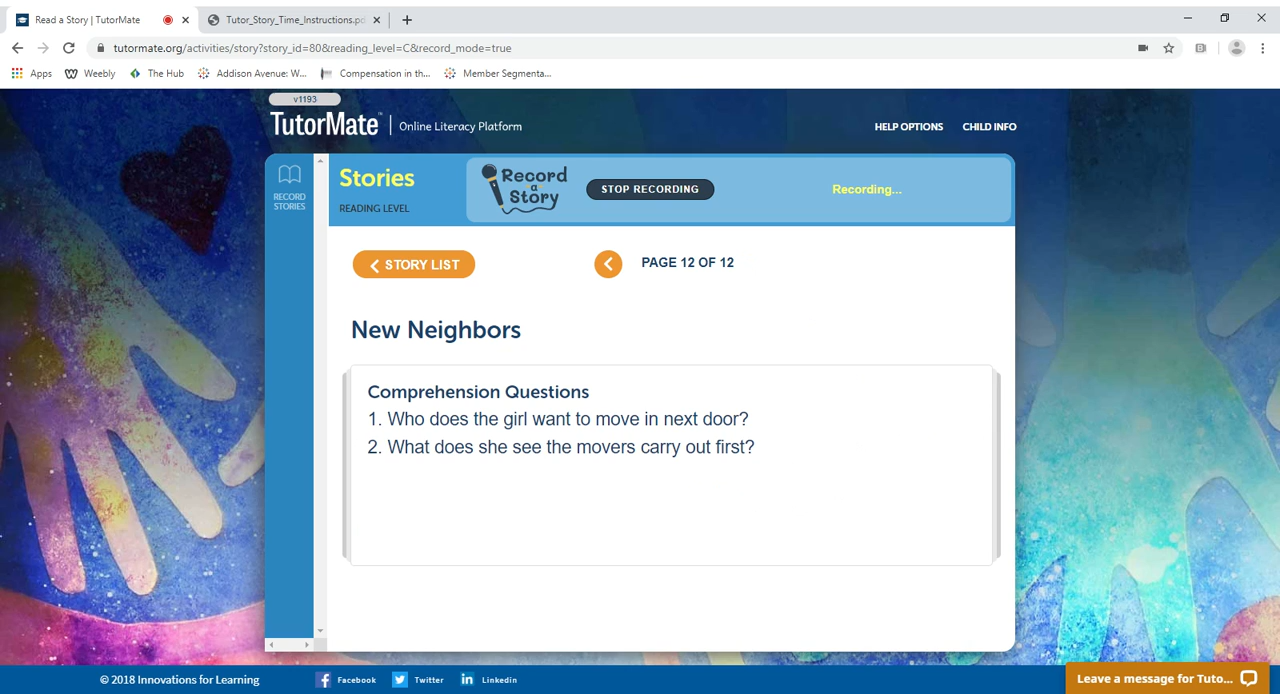 Read a Story | TutorMate
Tutor_Story_Time_Instructions.pd
tutormate.org/activities/story?story_id=80&reading_level=C&record_mode=true
Apps Weebly The Hub Addison Avenue: W... Compensation in th... Member Segmenta...
v1193
TutorMate | Online Literacy Platform
HELP OPTIONS CHILD INFO
RECORD
STORIES
Stories
READING LEVEL
Record
a
Story
STOP RECORDING
Recording...
STORY LIST
PAGE 12 OF 12
New Neighbors
Comprehension Questions
1. Who does the girl want to move in next door?
2. What does she see the movers carry out first?
© 2018 Innovations for Learning
Facebook Twitter Linkedin
Leave a message for Tuto...